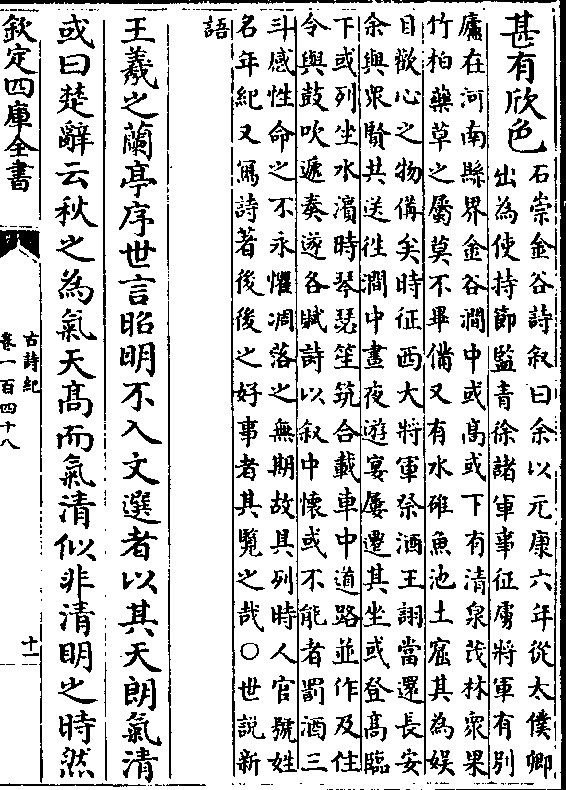 甚有欣色
石崇金谷詩叙曰余以元康六年從太僕卿
出為使持節監青徐諸軍事征虜將軍有别
廬在河南縣界金谷澗中或髙或下有清泉茂林衆果
竹柏藥草之屬莫不畢備又有水碓魚池土窟其為娱
目歡心之物備矣時征西大將軍祭酒王詡當還長安
余與衆賢共送徃澗中晝夜遊宴屢遷其坐或登髙臨
下或列坐水濱時琴瑟笙筑合載車中道路並作及住
令與鼓吹遞奏遂各賦詩以叙中懷或不能者罰酒三
斗感性命之不永懼凋落之無期故具列時人官號姓
名年紀又寫詩著後後之好事者其覽之哉○世説新
語
王羲之蘭亭序世言昭明不入文選者以其天朗氣清
或曰楚辭云秋之為氣天髙而氣清似非清明之時然
欽定四庫全書
古詩紀
卷一百四十八
十一